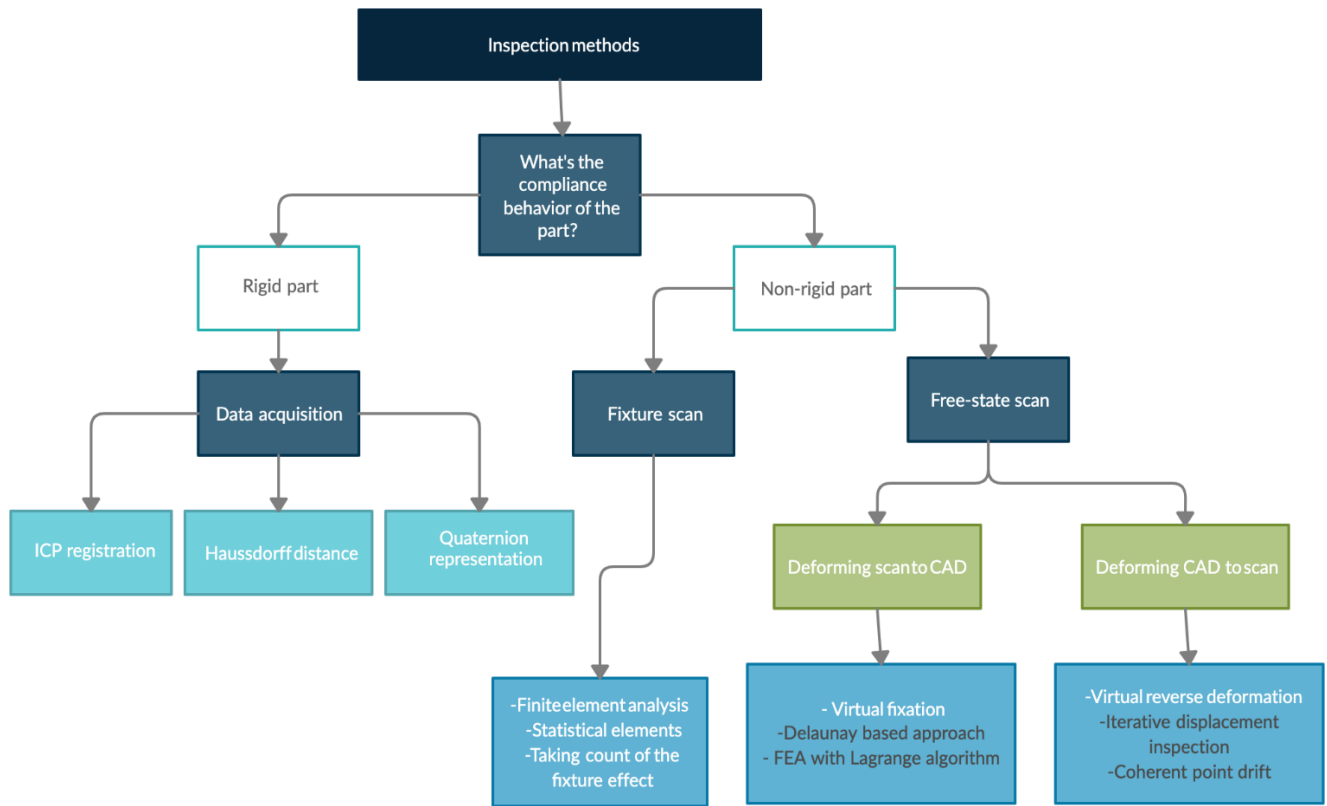 Inspection methods
What's the
compliance
behavior of the
part?
Rigid part
Non-rigid part
Data acquisition
Fixture scan
Free-state scan
ICP registration
Haussdorff distance
Quaternion
representation
Deforming scan to CAD
Deforming CAD to scan
-Finite element analysis
-Statistical elements
-Taking count of the
fixture effect
- Virtual fixation
-Delaunay based approach
- FEA with Lagrange algorithm
-Virtual reverse deformation
-Iterative displacement
inspection
-Coherent point drift